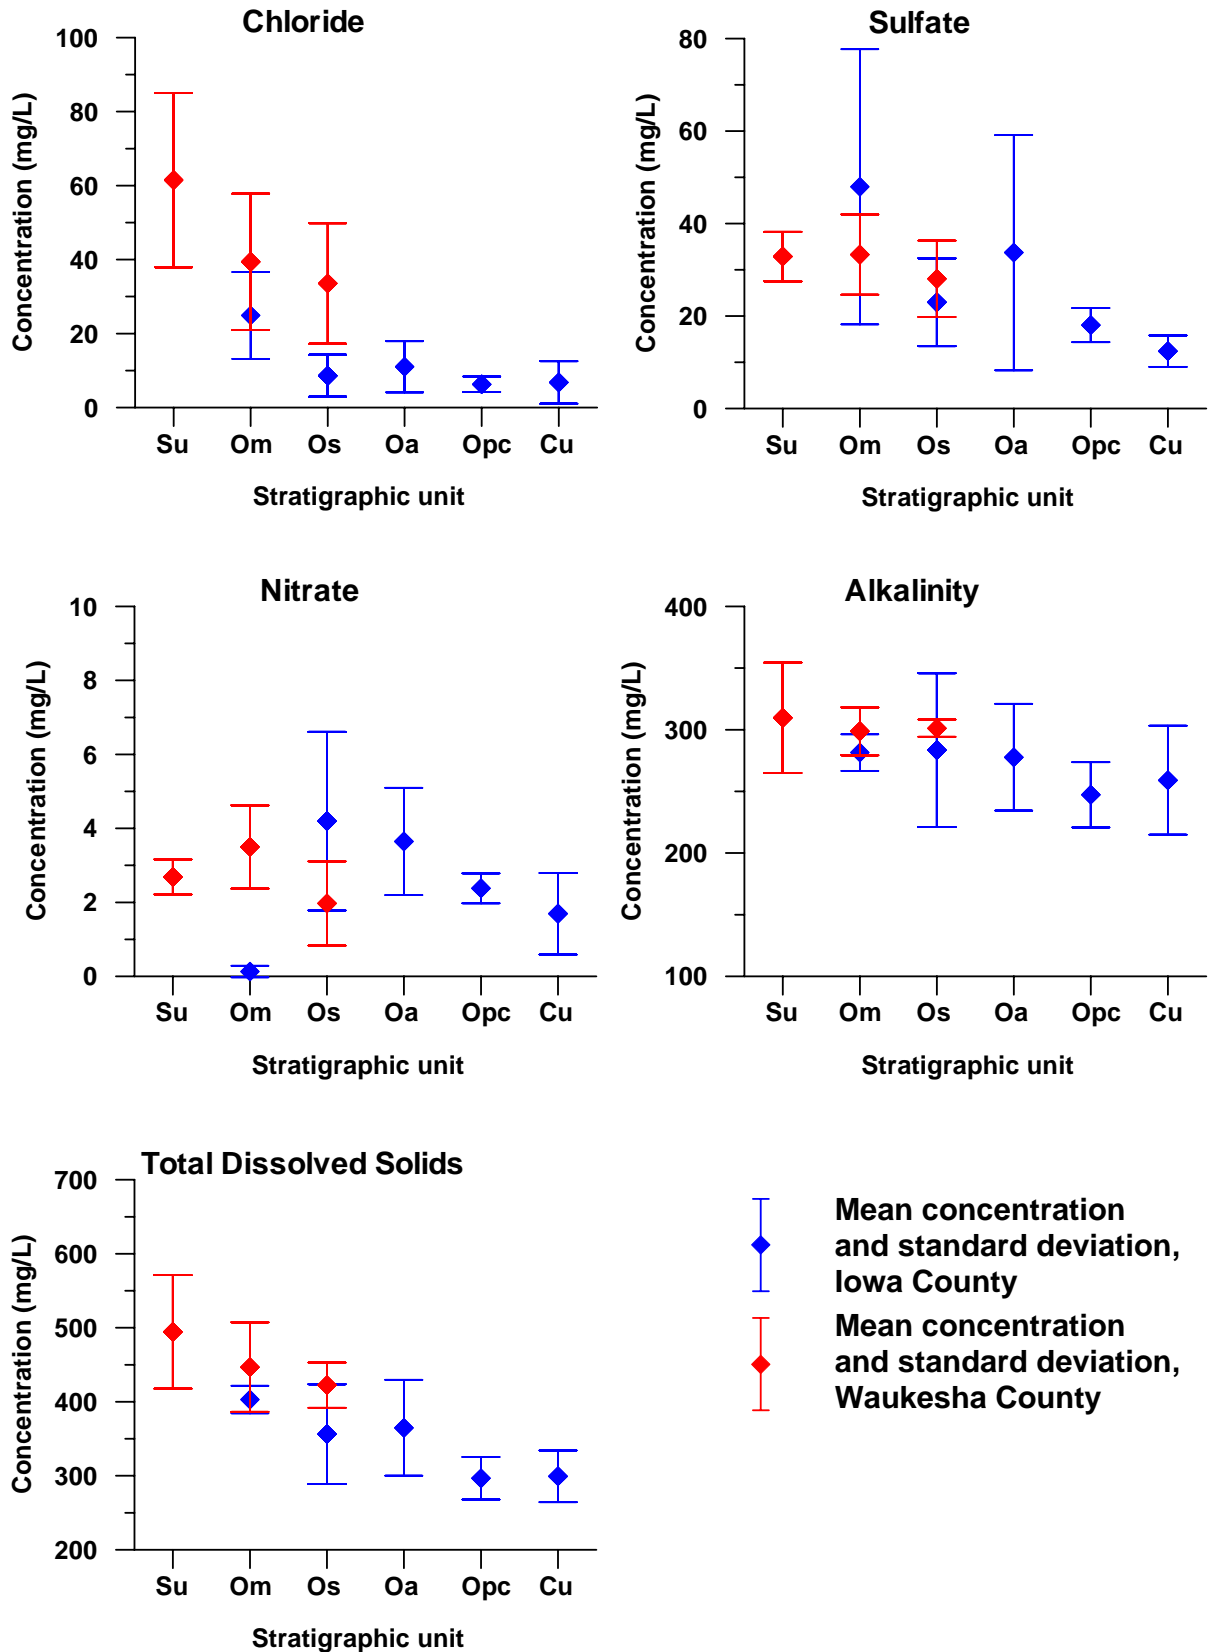 Chloride
Concentration (mg/L)
100
80
60
40
20
0
Su Om Os Oa Opc Cu
Stratigraphic unit
Sulfate
Concentration (mg/L)
80
60
40
20
0
Su Om Os Oa Opc Cu
Stratigraphic unit
Nitrate
Concentration (mg/L)
10
8
6
4
2
0
Su Om Os Oa Opc Cu
Stratigraphic unit
Alkalinity
Concentration (mg/L)
400
300
200
100
Su Om Os Oa Opc Cu
Stratigraphic unit
Total Dissolved Solids
Concentration (mg/L)
700
600
500
400
300
200
Su Om Os Oa Opc Cu
Stratigraphic unit
Mean concentration
and standard deviation,
Iowa County
Mean concentration
and standard deviation,
Waukesha County